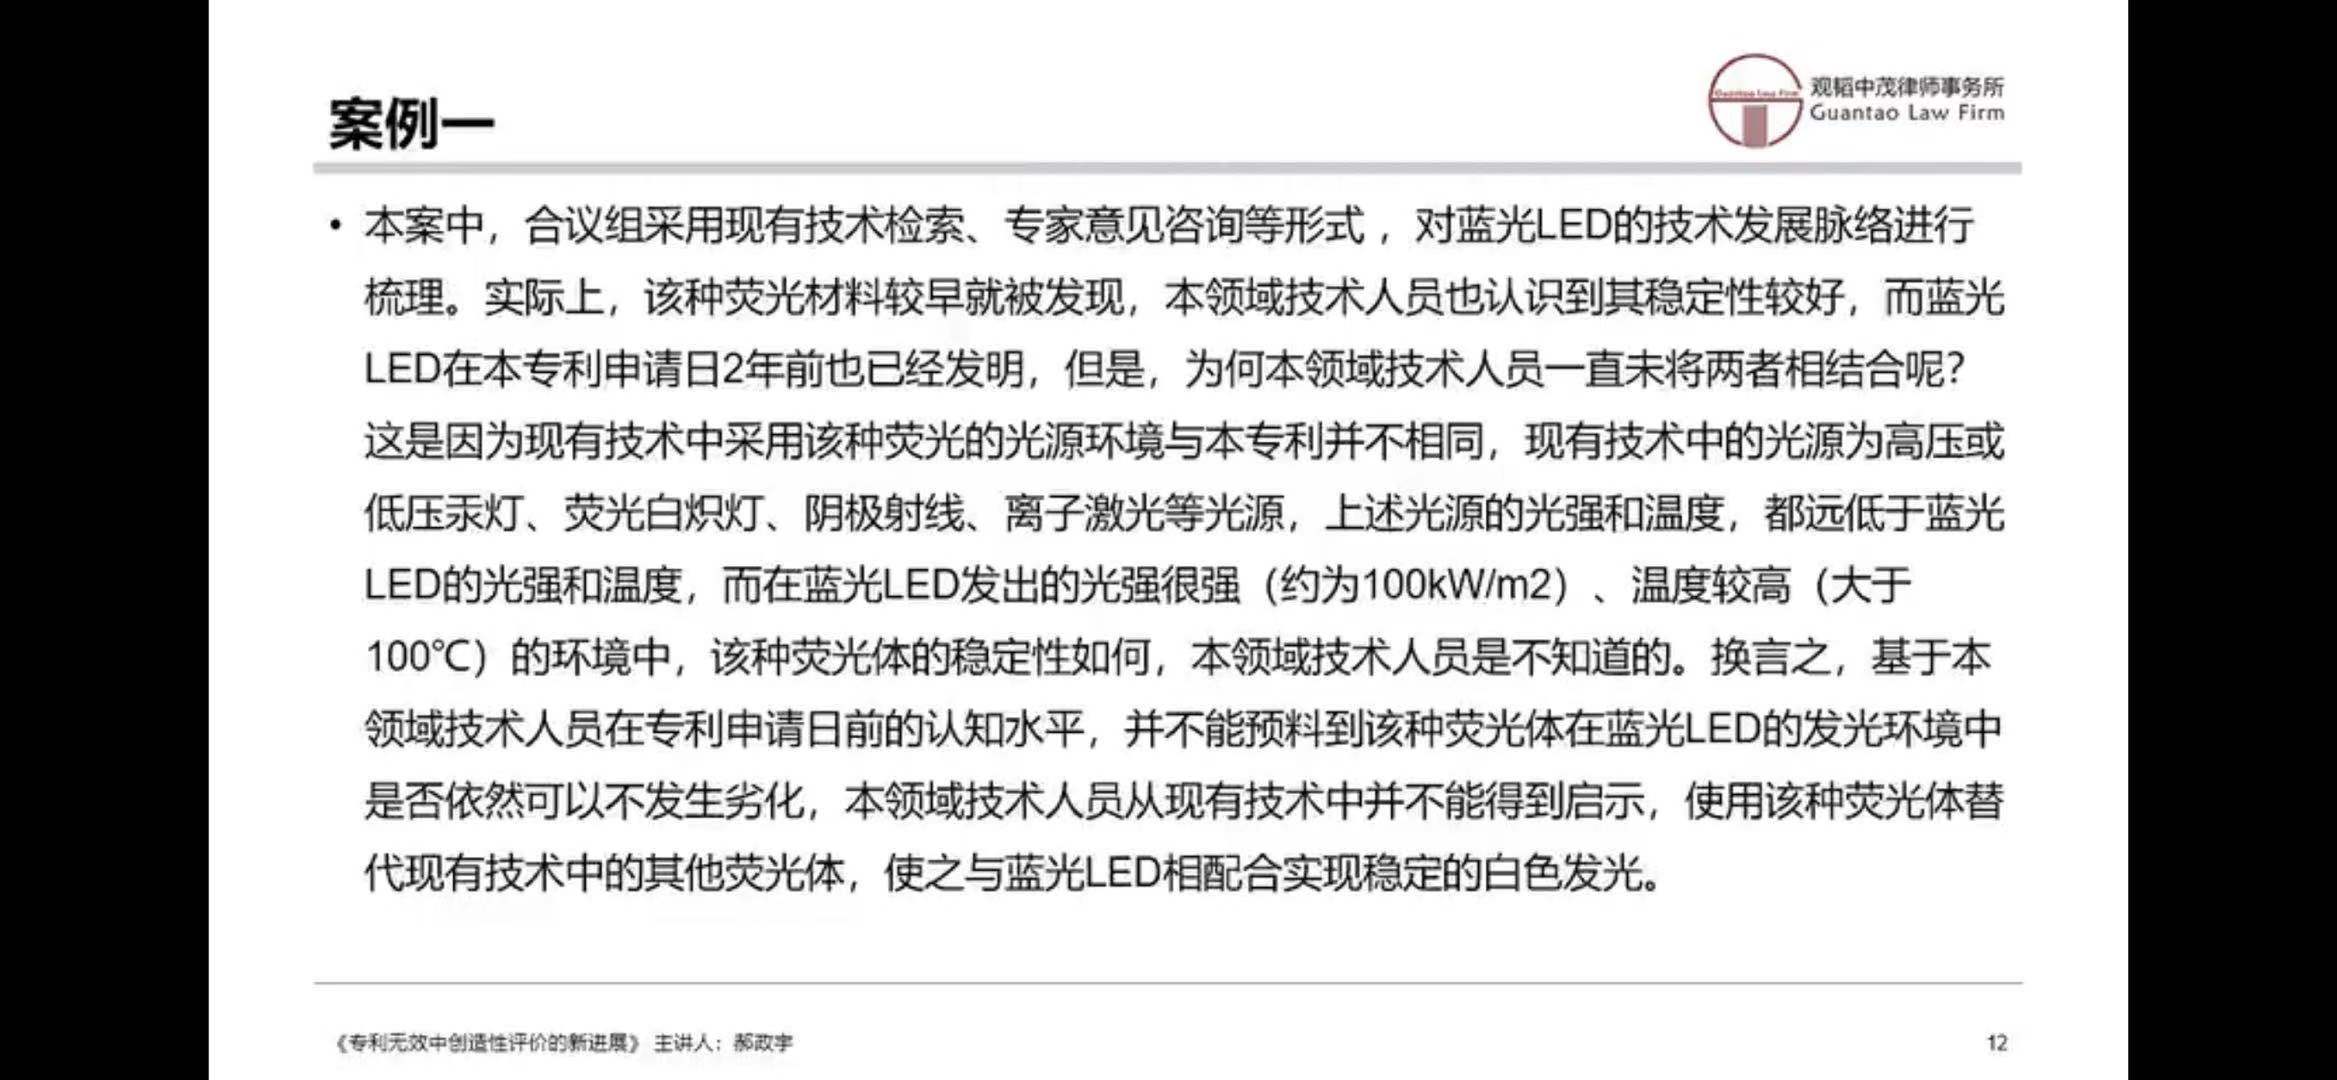 案例一
观韬中茂律师事务所
Guantao Law Firm
Guantao Law Firm
• 本案中，合议组采用现有技术检索、专家意见咨询等形式，对蓝光LED的技术发展脉络进行
梳理。实际上，该种荧光材料较早就被发现，本领域技术人员也认识到其稳定性较好，而蓝光
LED在本专利申请日2年前也已经发明，但是，为何本领域技术人员一直未将两者相结合呢？
这是因为现有技术中采用该种荧光的光源环境与本专利并不相同，现有技术中的光源为高压或
低压汞灯、荧光白炽灯、阴极射线、离子激光等光源，上述光源的光强和温度，都远低于蓝光
LED的光强和温度，而在蓝光LED发出的光强很强（约为100kW/m2）、温度较高（大于
100℃）的环境中，该种荧光体的稳定性如何，本领域技术人员是不知道的。换言之，基于本
领域技术人员在专利申请日前的认知水平，并不能预料到该种荧光体在蓝光LED的发光环境中
是否依然可以不发生劣化，本领域技术人员从现有技术中并不能得到启示，使用该种荧光体替
代现有技术中的其他荧光体，使之与蓝光LED相配合实现稳定的白色发光。
《专利无效中创造性评价的新进展》 主讲人：郝政宇
12